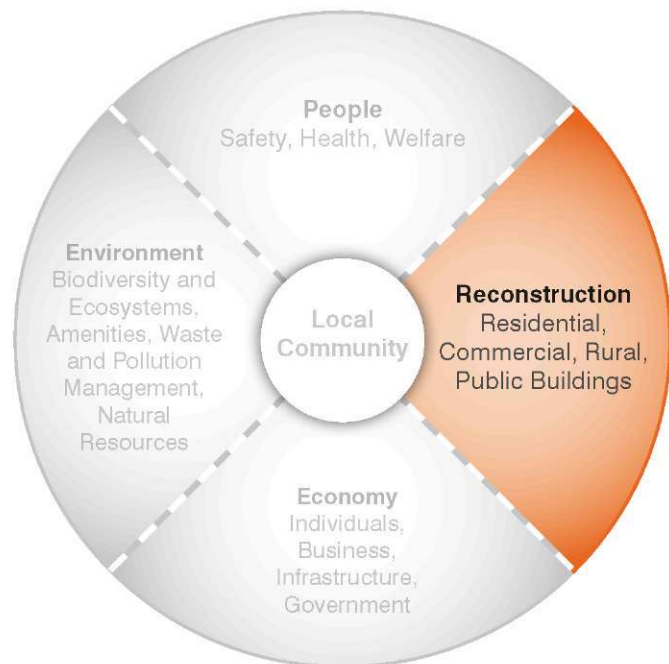 People
Safety, Health, Welfare
Environment
Biodiversity and
Ecosystems,
Amenities, Waste
and Pollution
Management,
Natural
Resources
Local
Community
Reconstruction
Residential,
Commercial, Rural,
Public Buildings
Economy
Individuals,
Business,
Infrastructure,
Government